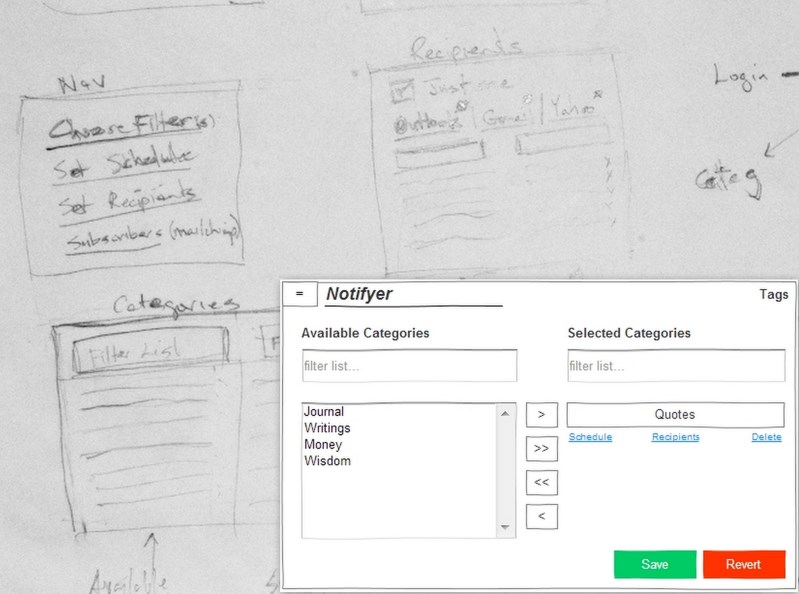 Recipients
Nav
Just me
Login
Choose Filter(s)
Outlook | Gmail | Yahoo
Set Schedule
Categ
Set Recipients
Subscribers (mailchimp)
Categories
Filter List
Available
= Notifyer Tags
Available Categories Selected Categories
filter list... filter list...
Journal > Quotes
Writings Schedule Recipients Delete
Money >>
Wisdom
<<
<
Save Revert